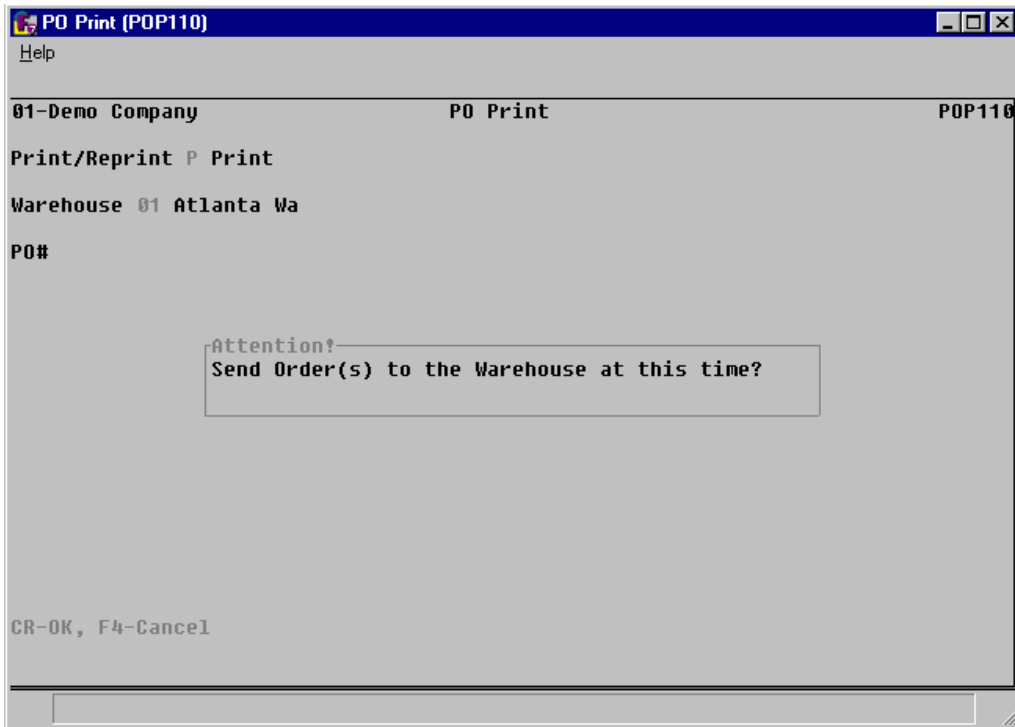 PO Print (POP110)
Help
01-Demo Company PO Print POP110
Print/Reprint P Print
Warehouse 01 Atlanta Wa
PO#
Attention!
Send Order(s) to the Warehouse at this time?
CR-OK, F4-Cancel